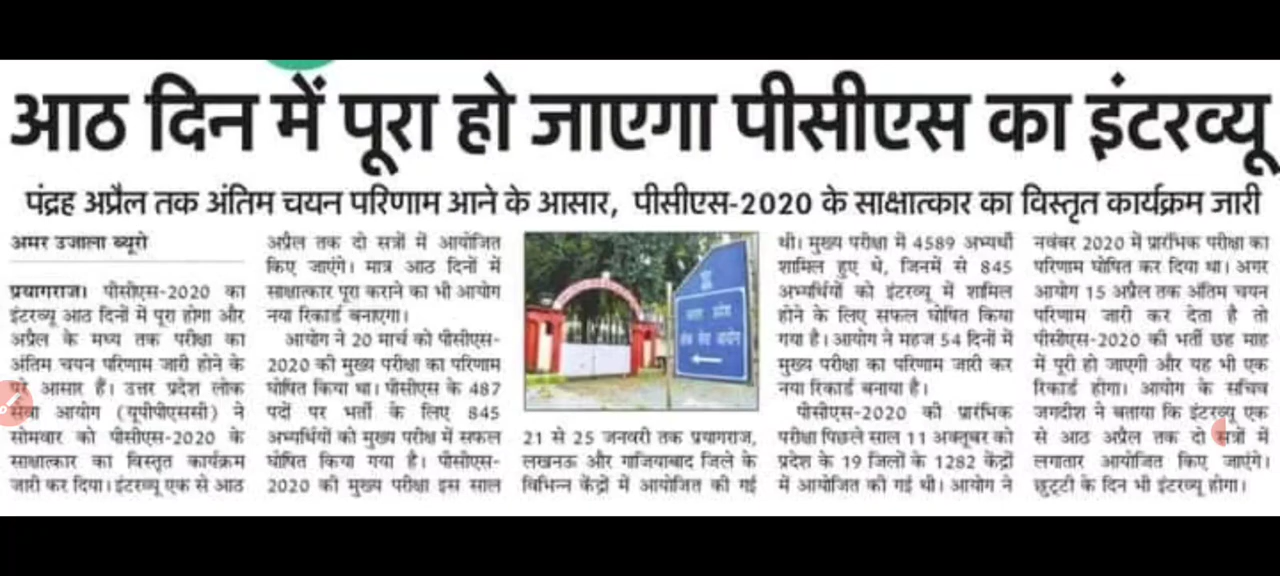 आठ दिन में पूरा हो जाएगा पीसीएस का इंटरव्यू
पंद्रह अप्रैल तक अंतिम चयन परिणाम आने के आसार, पीसीएस-2020 के साक्षात्कार का विस्तृत कार्यक्रम जारी
अमर उजाला ब्यूरो
प्रयागराज। पीसीएस-2020 का
इंटरव्यू आठ दिनों में पूरा होगा और
अप्रैल के मध्य तक परीक्षा का
अंतिम चयन परिणाम जारी होने के
पूरे आसार हैं। उत्तर प्रदेश लोक
सेवा आयोग (यूपीपीएससी) ने
सोमवार को पीसीएस-2020 के
साक्षात्कार का विस्तृत कार्यक्रम
जारी कर दिया। इंटरव्यू एक से आठ
अप्रैल तक दो सत्रों में आयोजित
किए जाएंगे। मात्र आठ दिनों में
साक्षात्कार पूरा कराने का भी आयोग
नया रिकार्ड बनाएगा।
आयोग ने 20 मार्च को पीसीएस-
2020 की मुख्य परीक्षा का परिणाम
घोषित किया था। पीसीएस के 487
पदों पर भर्ती के लिए 845
अभ्यर्थियों को मुख्य परीक्ष में सफल
घोषित किया गया है। पीसीएस-
2020 की मुख्य परीक्षा इस साल
उत्तर प्रदेश
लोक सेवा आयोग
21 से 25 जनवरी तक प्रयागराज,
लखनऊ और गाजियाबाद जिले के
विभिन्न केंद्रों में आयोजित की गई
थी। मुख्य परीक्षा में 4589 अभ्यर्थी
शामिल हुए थे, जिनमें से 845
अभ्यर्थियों को इंटरव्यू में शामिल
होने के लिए सफल घोषित किया
गया है। आयोग ने महज 54 दिनों में
मुख्य परीक्षा का परिणाम जारी कर
नया रिकार्ड बनाया है।
पीसीएस-2020 की प्रारंभिक
परीक्षा पिछले साल 11 अक्तूबर को
प्रदेश के 19 जिलों के 1282 केंद्रों
में आयोजित की गई थी। आयोग ने
नवंबर 2020 में प्रारंभिक परीक्षा का
परिणाम घोषित कर दिया था। अगर
आयोग 15 अप्रैल तक अंतिम चयन
परिणाम जारी कर देता है तो
पीसीएस-2020 की भर्ती छह माह
में पूरी हो जाएगी और यह भी एक
रिकार्ड होगा। आयोग के सचिव
जगदीश ने बताया कि इंटरव्यू एक
से आठ अप्रैल तक दो सत्रों में
लगातार आयोजित किए जाएंगे।
छुट्टी के दिन भी इंटरव्यू होगा।